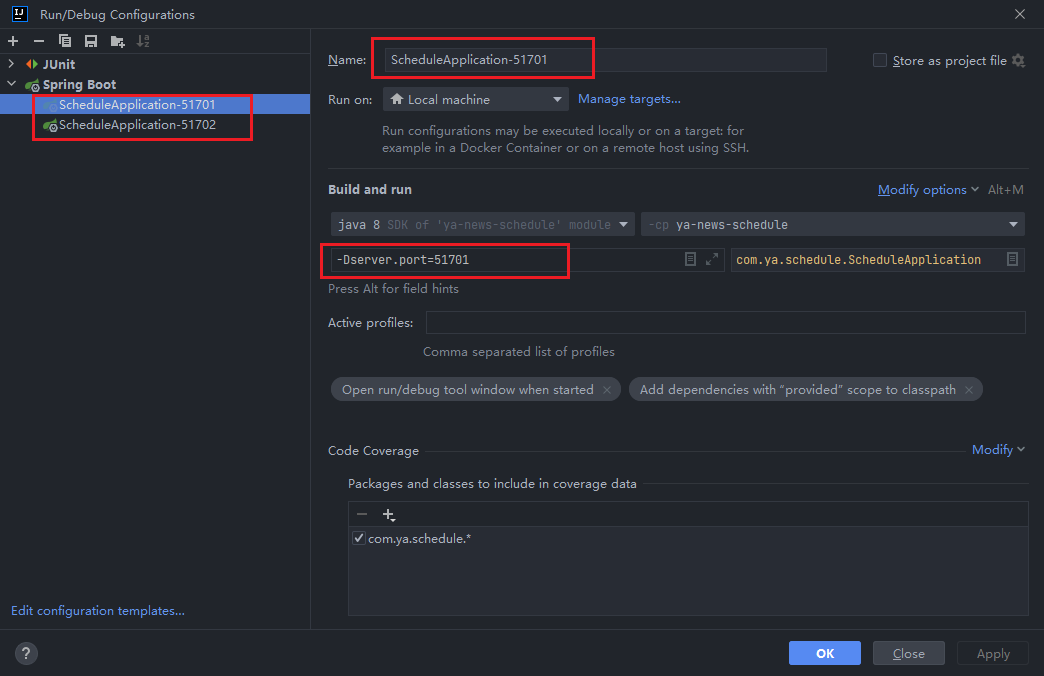 IJ
Run/Debug Configurations
JUnit
Spring Boot
ScheduleApplication-51701
ScheduleApplication-51702
Edit configuration templates...
Name: ScheduleApplication-51701
Store as project file
Run on: Local machine Manage targets...
Run configurations may be executed locally or on a target: for
example in a Docker Container or on a remote host using SSH.
Build and run
Modify options Alt+M
java 8 SDK of 'ya-news-schedule' module -cp ya-news-schedule
-Dserver.port=51701 com.ya.schedule.ScheduleApplication
Press Alt for field hints
Active profiles:
Comma separated list of profiles
Open run/debug tool window when started Add dependencies with “provided” scope to classpath
Code Coverage Modify
Packages and classes to include in coverage data
com.ya.schedule.*
? OK Close Apply